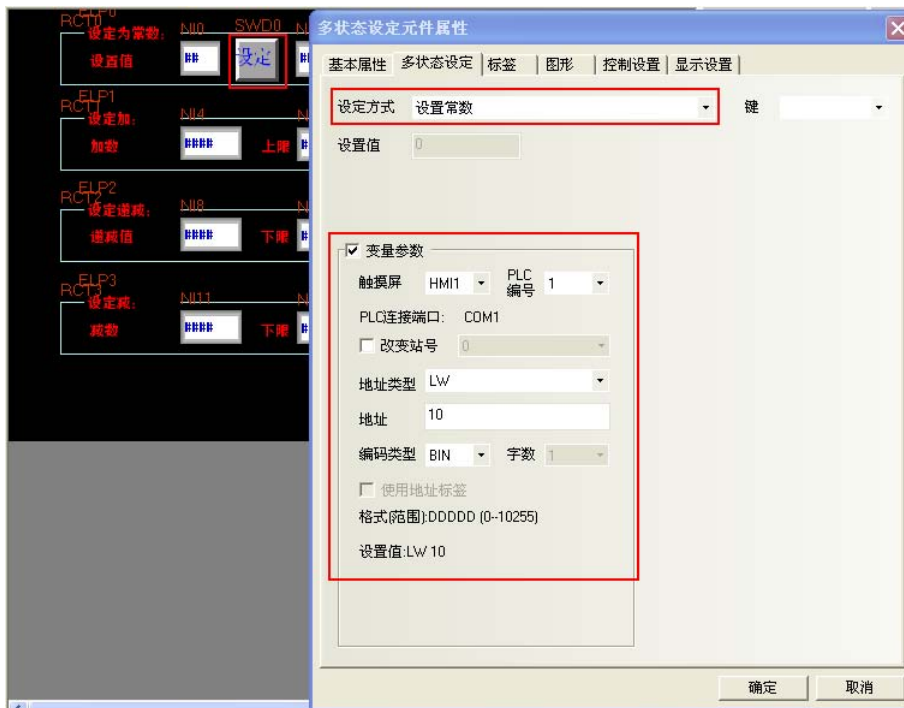 ELP0
RCT0
设定为常数:
NI0
SWD0
设置值
##
设定
ELP1
RCT1
设定加:
NI4
加数
####
上限
ELP2
RCT2
设定递减:
NI8
递减值
####
下限
ELP3
RCT3
设定减:
NI11
减数
####
下限
多状态设定元件属性
基本属性 多状态设定 标签 图形 控制设置 显示设置
设定方式 设置常数 键
设置值 0
变量参数
触摸屏 HMI1 PLC编号 1
PLC连接端口: COM1
改变站号 0
地址类型 LW
地址 10
编码类型 BIN 字数 1
使用地址标签
格式(范围):DDDDD (0--10255)
设置值:LW 10
确定 取消